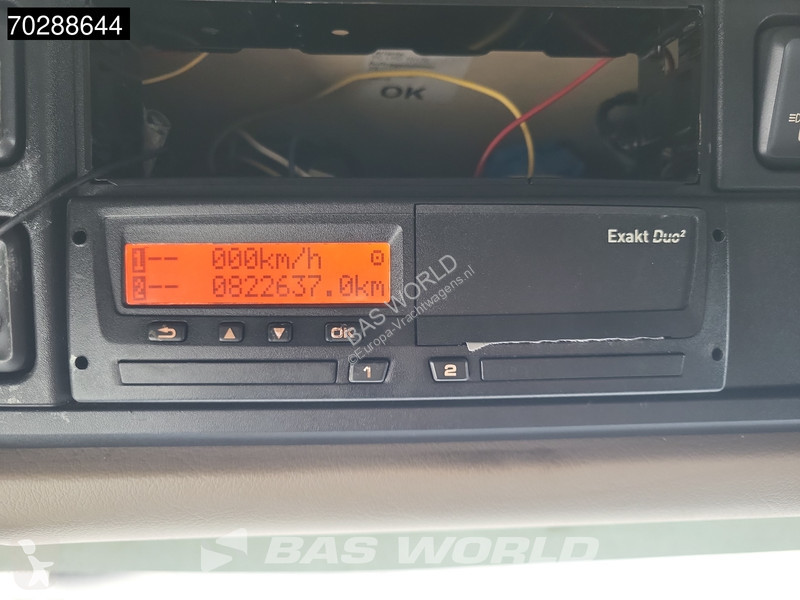 70288644
OK
Exakt Duo²
1-- 000km/h
2-- 0822637.0km
OK
1
2
BAS WORLD
©Europa-Vrachtwagens.nl
BAS WORLD